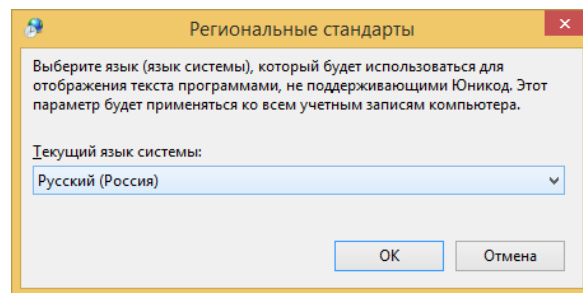 Региональные стандарты
Выберите язык (язык системы), который будет использоваться для
отображения текста программами, не поддерживающими Юникод. Этот
параметр будет применяться ко всем учетным записям компьютера.
Текущий язык системы:
Русский (Россия)
ОК
Отмена